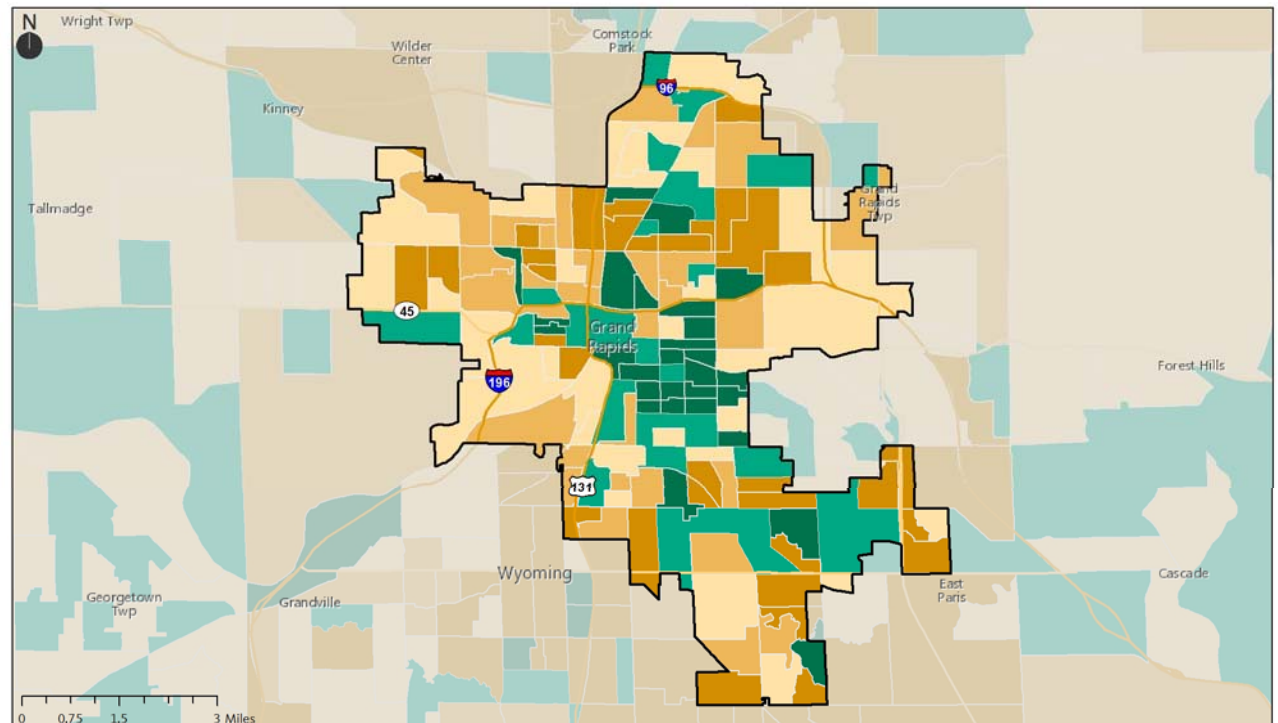 N
Wright Twp
Comstock
Park
Wilder
Center
96
Kinney
Tallmadge
Grand
Rapids
Twp
45
Grand
Rapids
Forest Hills
196
131
Wyoming
Cascade
East
Paris
Georgetown
Twp
Grandville
0 0.75 1.5 3 Miles